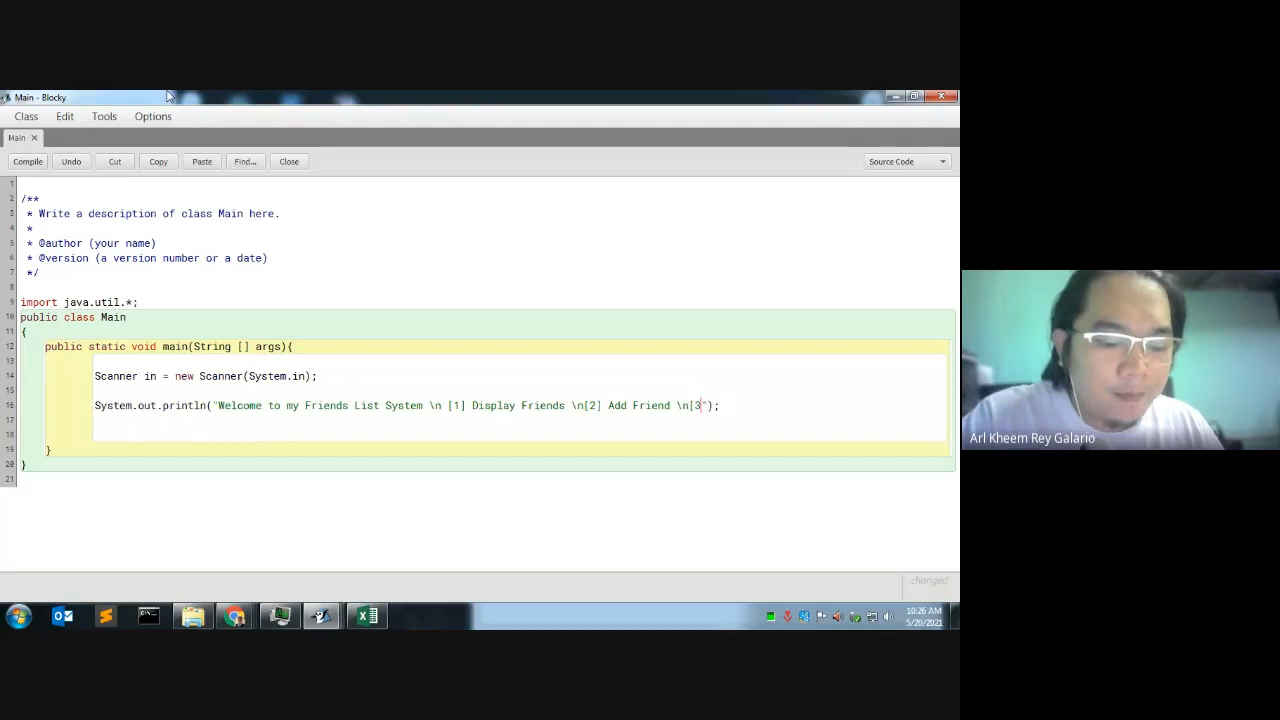 Main - Blocky
Class Edit Tools Options
Main
Compile Undo Cut Copy Paste Find... Close Source Code
1
2 /**
3 * Write a description of class Main here.
4 *
5 * @author (your name)
6 * @version (a version number or a date)
7 */
8
9 import java.util.*;
10 public class Main
11 {
12 public static void main(String [] args){
13
14 Scanner in = new Scanner(System.in);
15
16 System.out.println("Welcome to my Friends List System \n [1] Display Friends \n[2] Add Friend \n[3");
17
18
19 }
20 }
21
Arl Kheem Rey Galario
changed
10:26 AM
5/20/2021